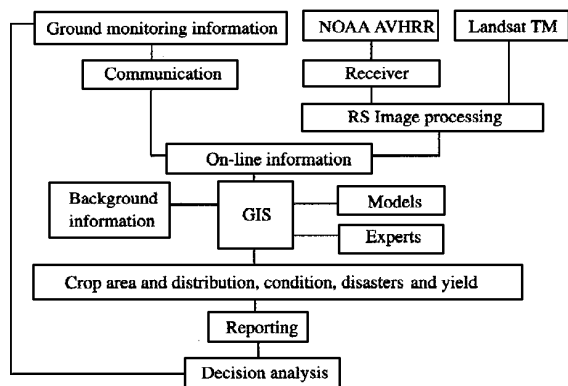 Ground monitoring information
NOAA AVHRR
Landsat TM
Communication
Receiver
RS Image processing
On-line information
Background
information
GIS
Models
Experts
Crop area and distribution, condition, disasters and yield
Reporting
Decision analysis